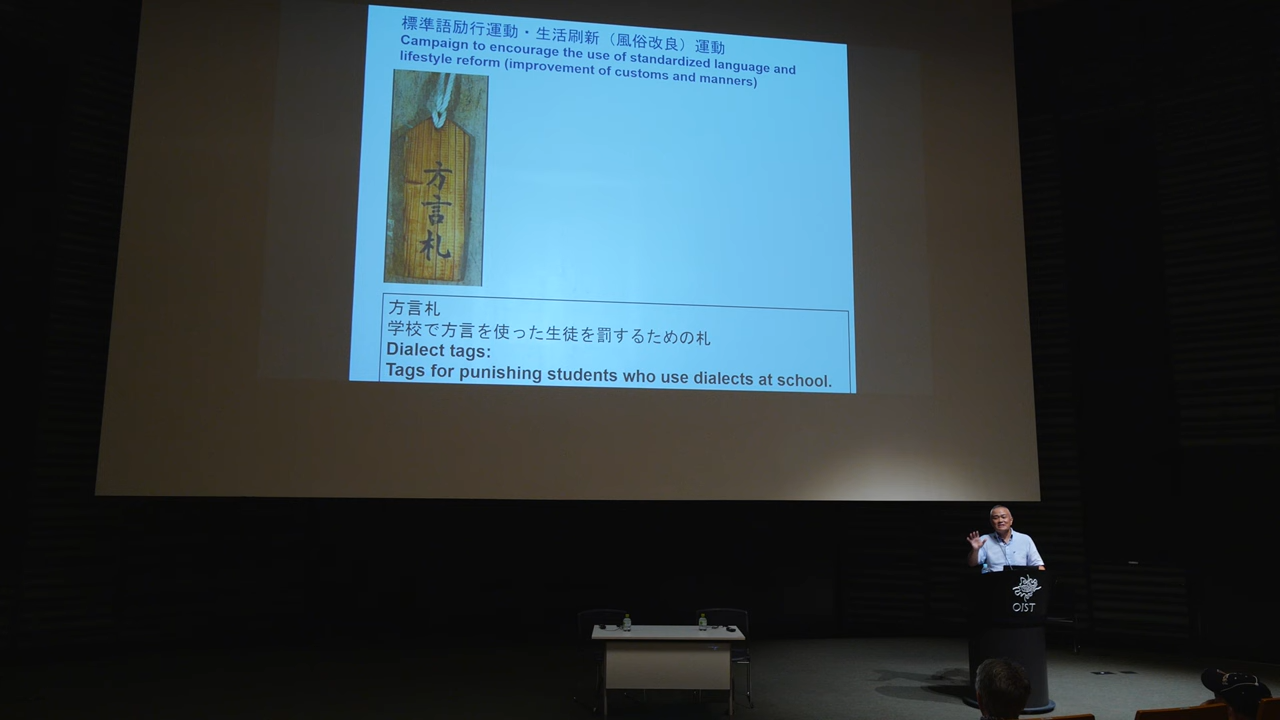 標準語励行運動・生活刷新（風俗改良）運動
Campaign to encourage the use of standardized language and
lifestyle reform (improvement of customs and manners)
方言札
方言札
学校で方言を使った生徒を罰するための札
Dialect tags:
Tags for punishing students who use dialects at school.
OIST